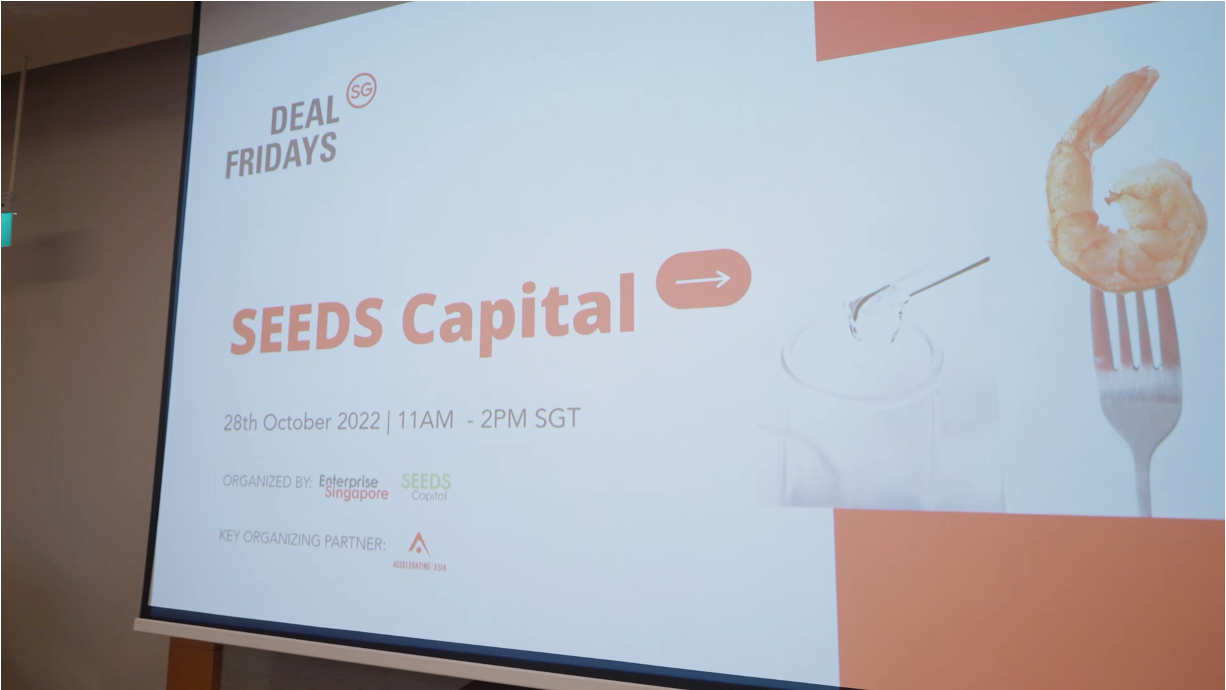 DEAL SG
FRIDAYS
SEEDS Capital
28th October 2022 | 11AM - 2PM SGT
ORGANIZED BY: Enterprise Singapore SEEDS Capital
KEY ORGANIZING PARTNER:
ACCELERATING ASIA